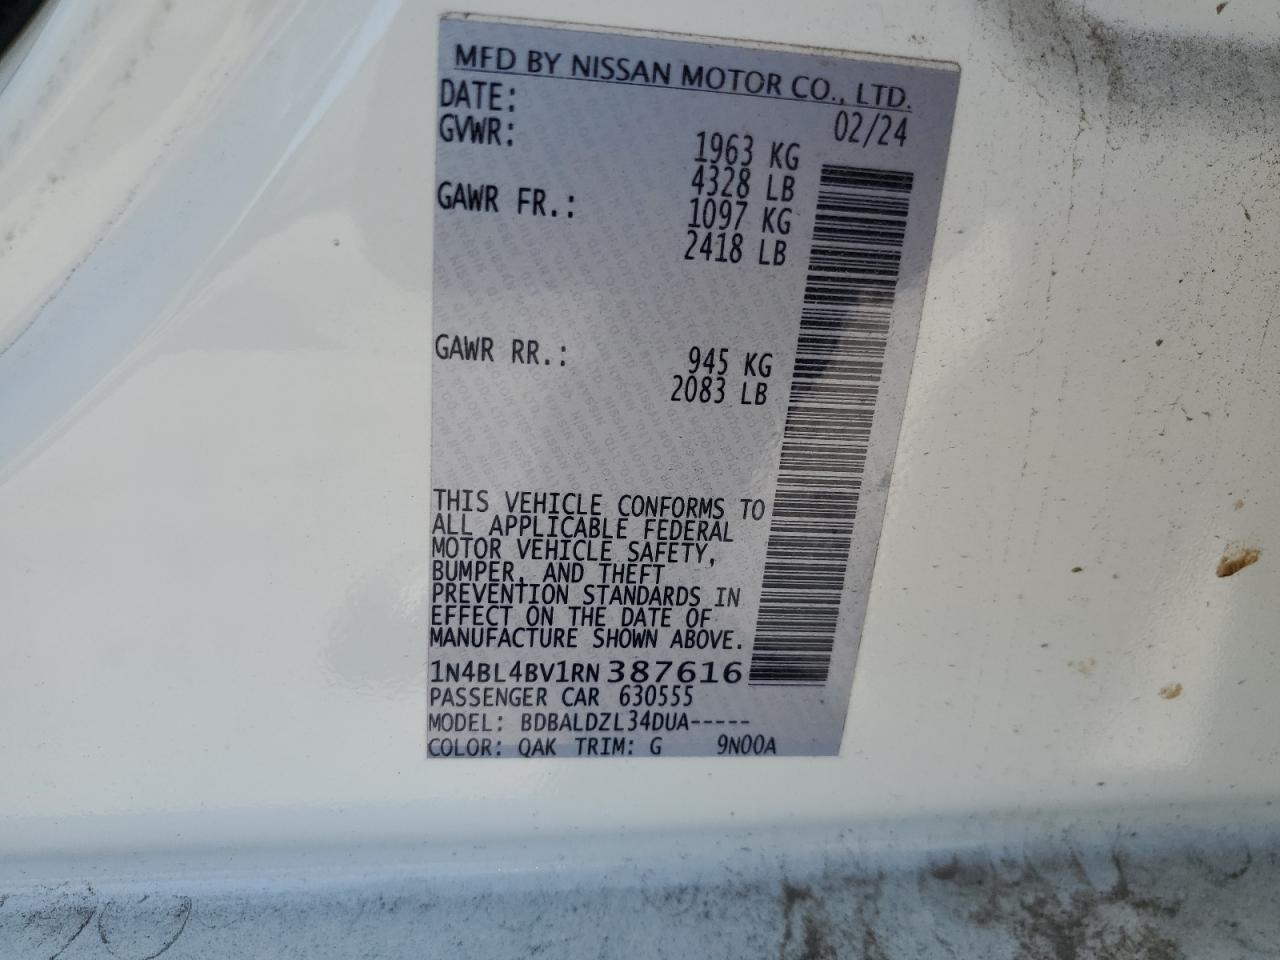 MFD BY NISSAN MOTOR CO., LTD.
DATE: 02/24
GVWR: 1963 KG
4328 LB
GAWR FR.: 1097 KG
2418 LB
GAWR RR.: 945 KG
2083 LB
THIS VEHICLE CONFORMS TO
ALL APPLICABLE FEDERAL
MOTOR VEHICLE SAFETY,
BUMPER, AND THEFT
PREVENTION STANDARDS IN
EFFECT ON THE DATE OF
MANUFACTURE SHOWN ABOVE.
1N4BL4BV1RN387616
PASSENGER CAR 630555
MODEL: BDBALDZL34DUA-----
COLOR: QAK TRIM: G 9N00A